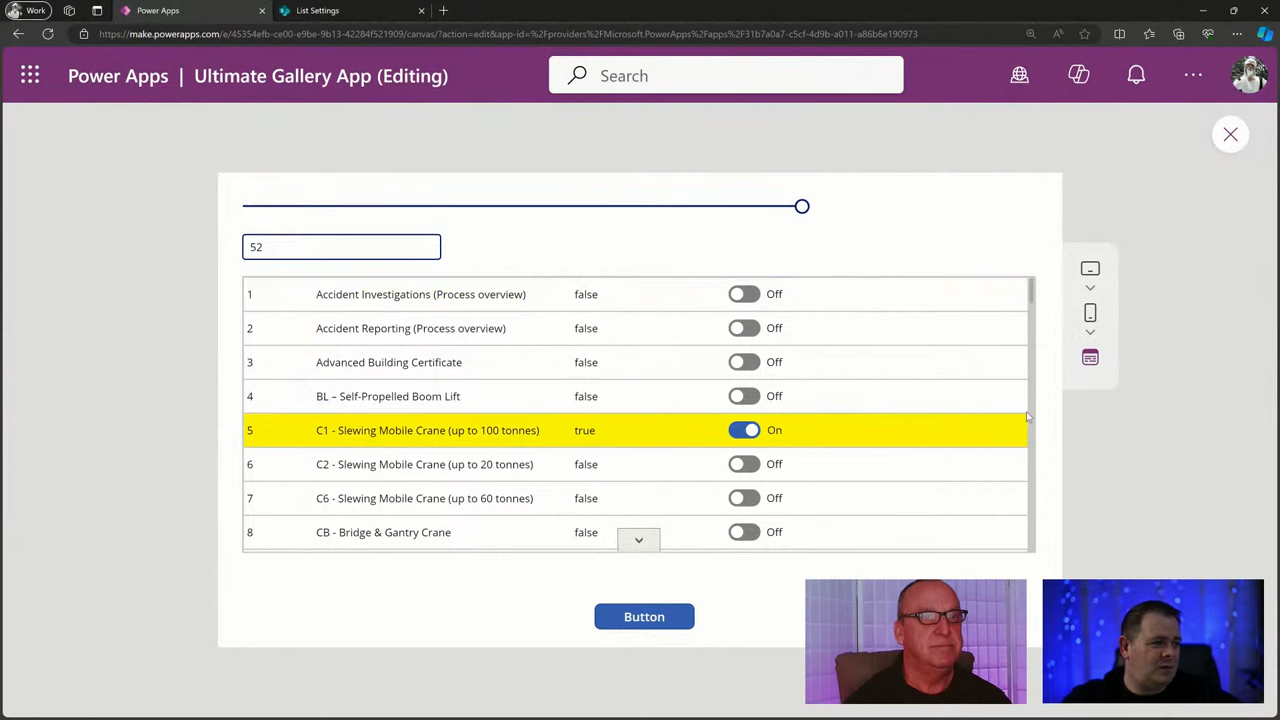 Work
Power Apps
List Settings
https://make.powerapps.com/e/45354efb-ce00-e9be-9b13-42284f521909/canvas/?action=edit&app-id=%2Fproviders%2FMicrosoft.PowerApps%2Fapps%2F31b7a0a7-c5cf-4d9b-a011-a86b6e190973
Power Apps | Ultimate Gallery App (Editing)
Search
52
1 Accident Investigations (Process overview) false Off
2 Accident Reporting (Process overview) false Off
3 Advanced Building Certificate false Off
4 BL – Self-Propelled Boom Lift false Off
5 C1 - Slewing Mobile Crane (up to 100 tonnes) true On
6 C2 - Slewing Mobile Crane (up to 20 tonnes) false Off
7 C6 - Slewing Mobile Crane (up to 60 tonnes) false Off
8 CB - Bridge & Gantry Crane false Off
Button